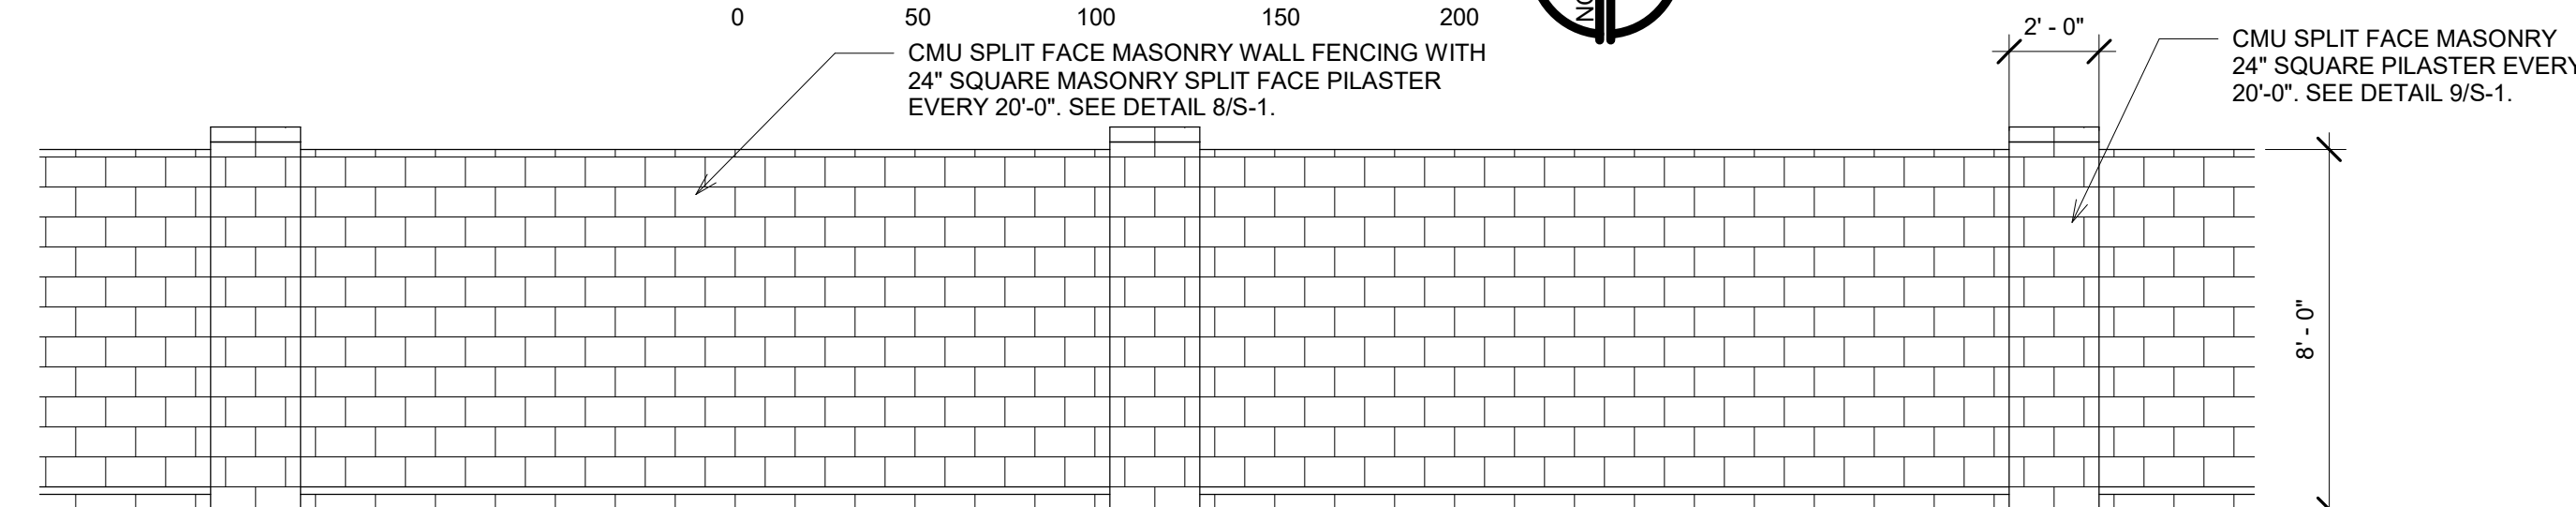 0 50 100 150 200
NO
2' - 0"
CMU SPLIT FACE MASONRY WALL FENCING WITH
24" SQUARE MASONRY SPLIT FACE PILASTER
EVERY 20'-0". SEE DETAIL 8/S-1.
CMU SPLIT FACE MASONRY
24" SQUARE PILASTER EVERY
20'-0". SEE DETAIL 9/S-1.
8' - 0"